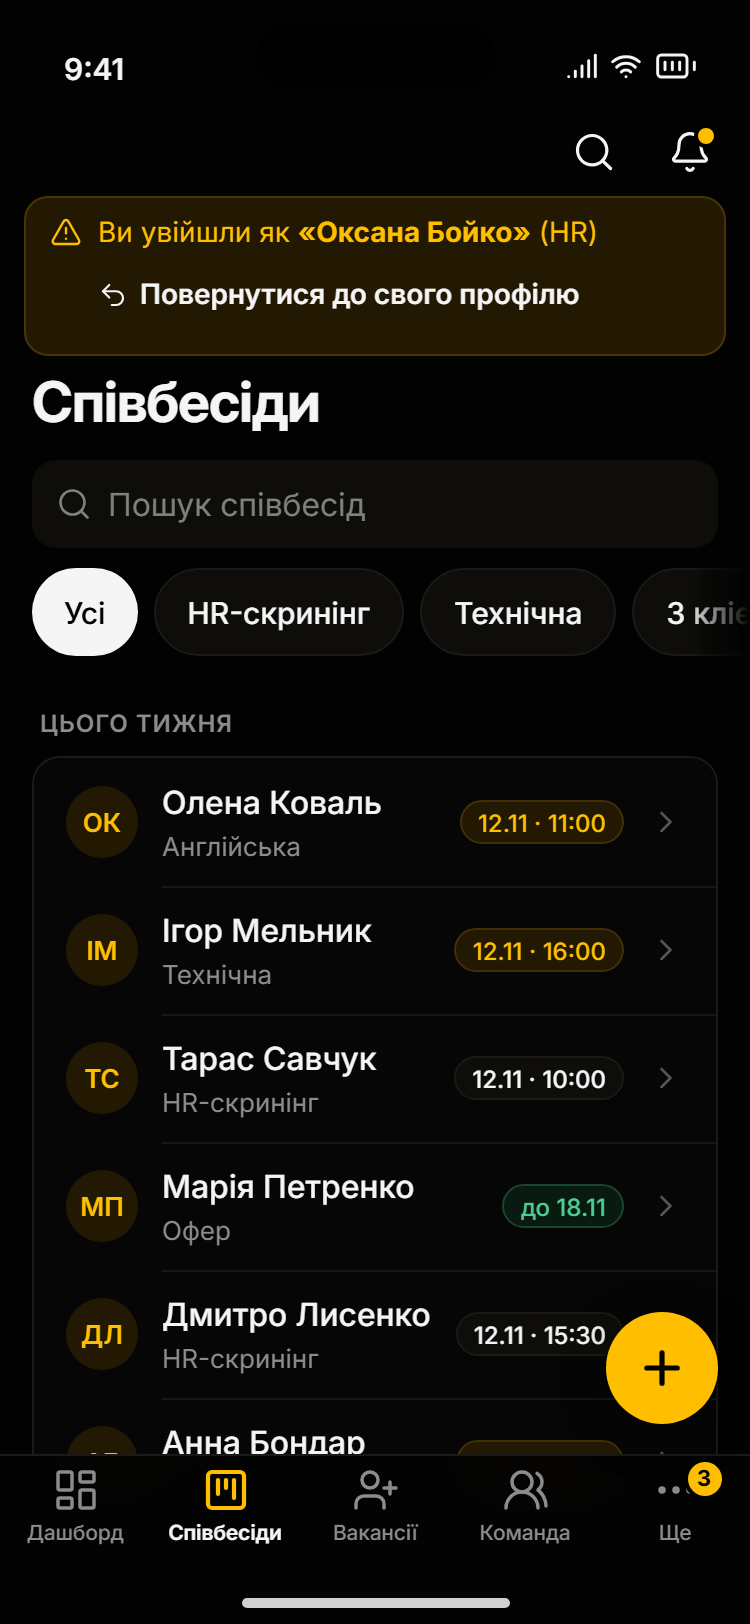 9:41
Ви увійшли як «Оксана Бойко» (HR)
Повернутися до свого профілю
Співбесіди
Пошук співбесід
Усі
HR-скринінг
Технічна
З кліє
ЦЬОГО ТИЖНЯ
ОК
Олена Коваль
Англійська
12.11 · 11:00
ІМ
Ігор Мельник
Технічна
12.11 · 16:00
ТС
Тарас Савчук
HR-скринінг
12.11 · 10:00
МП
Марія Петренко
Офер
до 18.11
ДЛ
Дмитро Лисенко
HR-скринінг
12.11 · 15:30
Анна Бондар
Дашборд
Співбесіди
Вакансії
Команда
3
Ще